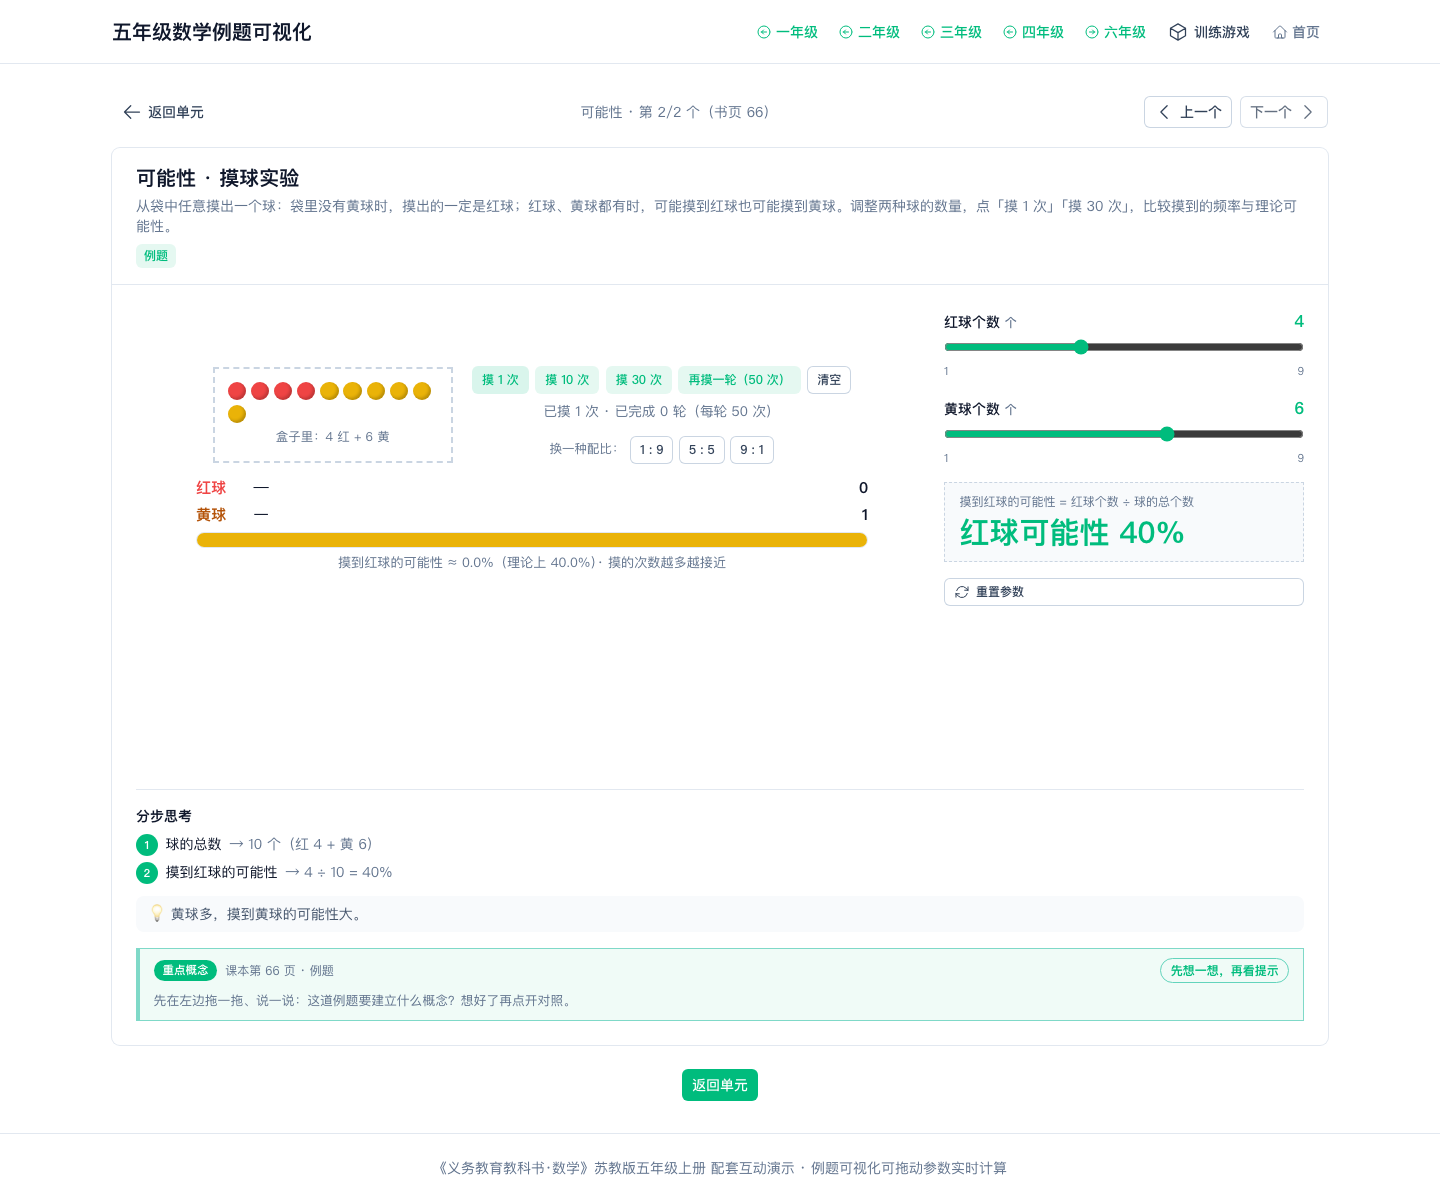 五年级数学例题可视化
一年级 二年级 三年级 四年级 六年级 训练游戏 首页
返回单元
可能性 · 第 2/2 个（书页 66）
上一个 下一个
可能性 · 摸球实验
从袋中任意摸出一个球：袋里没有黄球时，摸出的一定是红球；红球、黄球都有时，可能摸到红球也可能摸到黄球。调整两种球的数量，点「摸 1 次」「摸 30 次」，比较摸到的频率与理论可
能性。
例题
盒子里：4 红 + 6 黄
摸 1 次 摸 10 次 摸 30 次 再摸一轮（50 次） 清空
已摸 1 次 · 已完成 0 轮（每轮 50 次）
换一种配比： 1 : 9 5 : 5 9 : 1
红球 — 0
黄球 — 1
摸到红球的可能性 ≈ 0.0%（理论上 40.0%）· 摸的次数越多越接近
红球个数 个 4
1 9
黄球个数 个 6
1 9
摸到红球的可能性 = 红球个数 ÷ 球的总个数
红球可能性 40%
重置参数
分步思考
1 球的总数 → 10 个（红 4 + 黄 6）
2 摸到红球的可能性 → 4 ÷ 10 = 40%
黄球多，摸到黄球的可能性大。
重点概念 课本第 66 页 · 例题 先想一想，再看提示
先在左边拖一拖、说一说：这道例题要建立什么概念？想好了再点开对照。
返回单元
《义务教育教科书·数学》苏教版五年级上册 配套互动演示 · 例题可视化可拖动参数实时计算